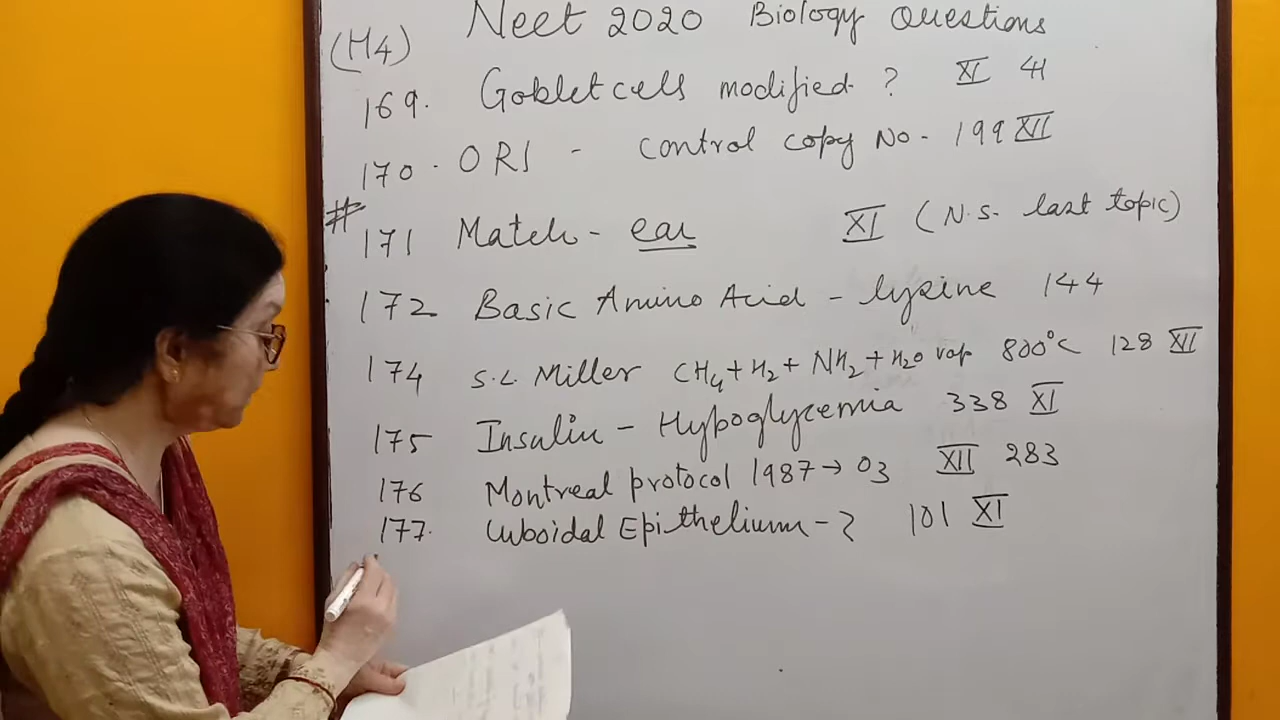 Neet 2020 Biology Questions
(H4)
169. Goblet cells modified ? XI 41
170. ORI - control copy No - 199 XII
#
171 Match - ear XI (N.S. last topic)
172 Basic Amino Acid - lysine 144
174 S.L. Miller CH4 + H2 + NH2 + H2O vap 800°C 128 XII
175 Insulin - Hypoglycemia 338 XI
176 Montreal protocol 1987 → O3 XII 283
177. Cuboidal Epithelium - ? 101 XI